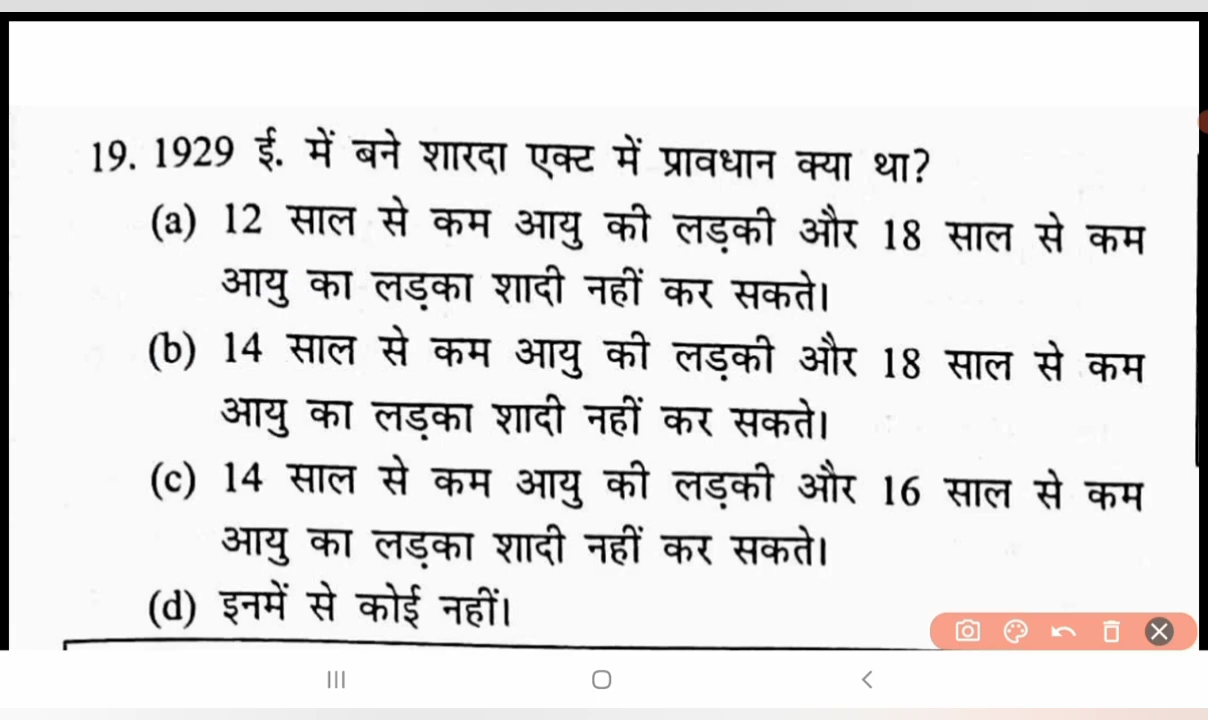 19. 1929 ई. में बने शारदा एक्ट में प्रावधान क्या था?
(a) 12 साल से कम आयु की लड़की और 18 साल से कम
आयु का लड़का शादी नहीं कर सकते।
(b) 14 साल से कम आयु की लड़की और 18 साल से कम
आयु का लड़का शादी नहीं कर सकते।
(c) 14 साल से कम आयु की लड़की और 16 साल से कम
आयु का लड़का शादी नहीं कर सकते।
(d) इनमें से कोई नहीं।